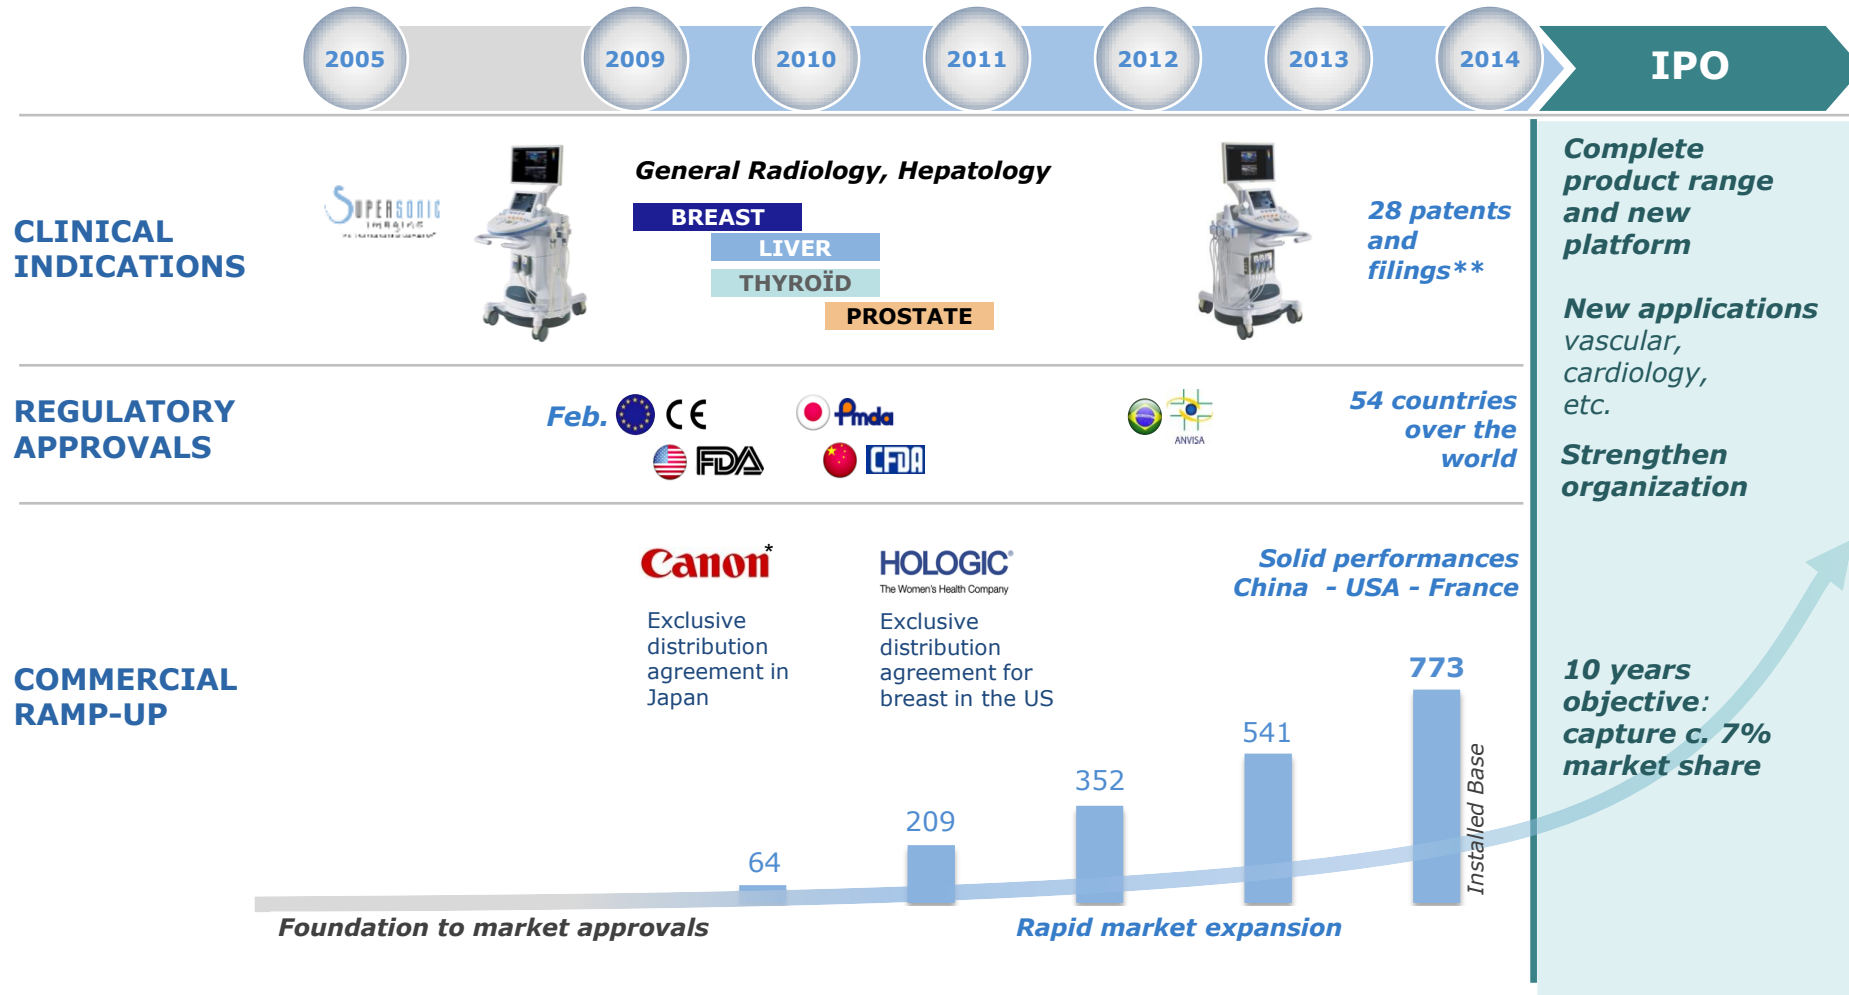 2005
2009
2010
2011
2012
2013
2014
IPO
CLINICAL
INDICATIONS
SUPERSONIC
imagine
General Radiology, Hepatology
BREAST
LIVER
THYROÏD
PROSTATE
28 patents
and
filings**
REGULATORY
APPROVALS
Feb.
CE
FDA
Pmda
CFDA
ANVISA
54 countries
over the
world
COMMERCIAL
RAMP-UP
Canon*
Exclusive
distribution
agreement in
Japan
HOLOGIC®
The Women's Health Company
Exclusive
distribution
agreement for
breast in the US
Solid performances
China - USA - France
64
209
352
541
773
Installed Base
Foundation to market approvals
Rapid market expansion
Complete
product range
and new
platform
New applications
vascular,
cardiology,
etc.
Strengthen
organization
10 years
objective:
capture c. 7%
market share